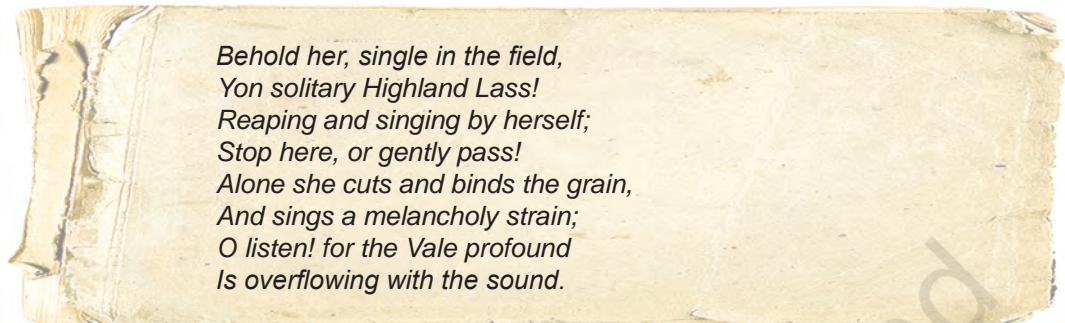 Behold her, single in the field,
Yon solitary Highland Lass!
Reaping and singing by herself;
Stop here, or gently pass!
Alone she cuts and binds the grain,
And sings a melancholy strain;
O listen! for the Vale profound
Is overflowing with the sound.